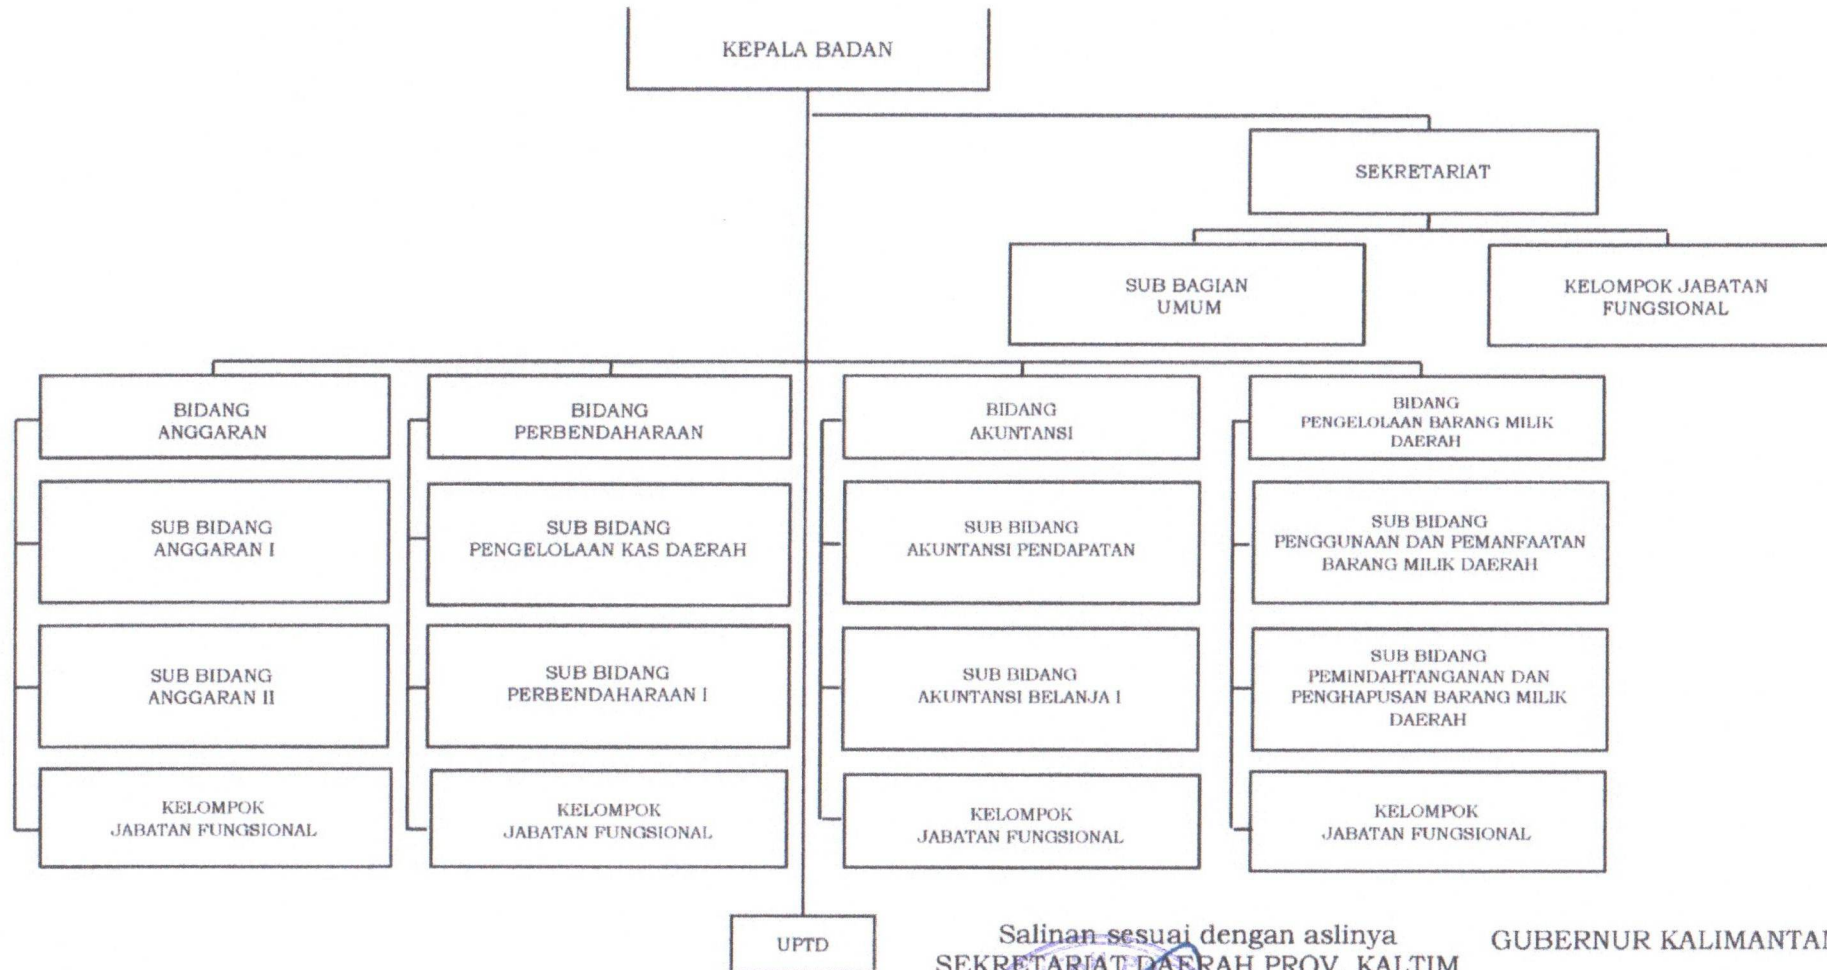 KEPALA BADAN
SEKRETARIAT
SUB BAGIAN
UMUM
KELOMPOK JABATAN
FUNGSIONAL
BIDANG
ANGGARAN
SUB BIDANG
ANGGARAN I
SUB BIDANG
ANGGARAN II
KELOMPOK
JABATAN FUNGSIONAL
BIDANG
PERBENDAHARAAN
SUB BIDANG
PENGELOLAAN KAS DAERAH
SUB BIDANG
PERBENDAHARAAN I
KELOMPOK
JABATAN FUNGSIONAL
BIDANG
AKUNTANSI
SUB BIDANG
AKUNTANSI PENDAPATAN
SUB BIDANG
AKUNTANSI BELANJA I
KELOMPOK
JABATAN FUNGSIONAL
BIDANG
PENGELOLAAN BARANG MILIK
DAERAH
SUB BIDANG
PENGGUNAAN DAN PEMANFAATAN
BARANG MILIK DAERAH
SUB BIDANG
PEMINDAHTANGANAN DAN
PENGHAPUSAN BARANG MILIK
DAERAH
KELOMPOK
JABATAN FUNGSIONAL
UPTD
Salinan sesuai dengan aslinya
SEKRETARIAT DAERAH PROV. KALTIM
GUBERNUR KALIMANTAN